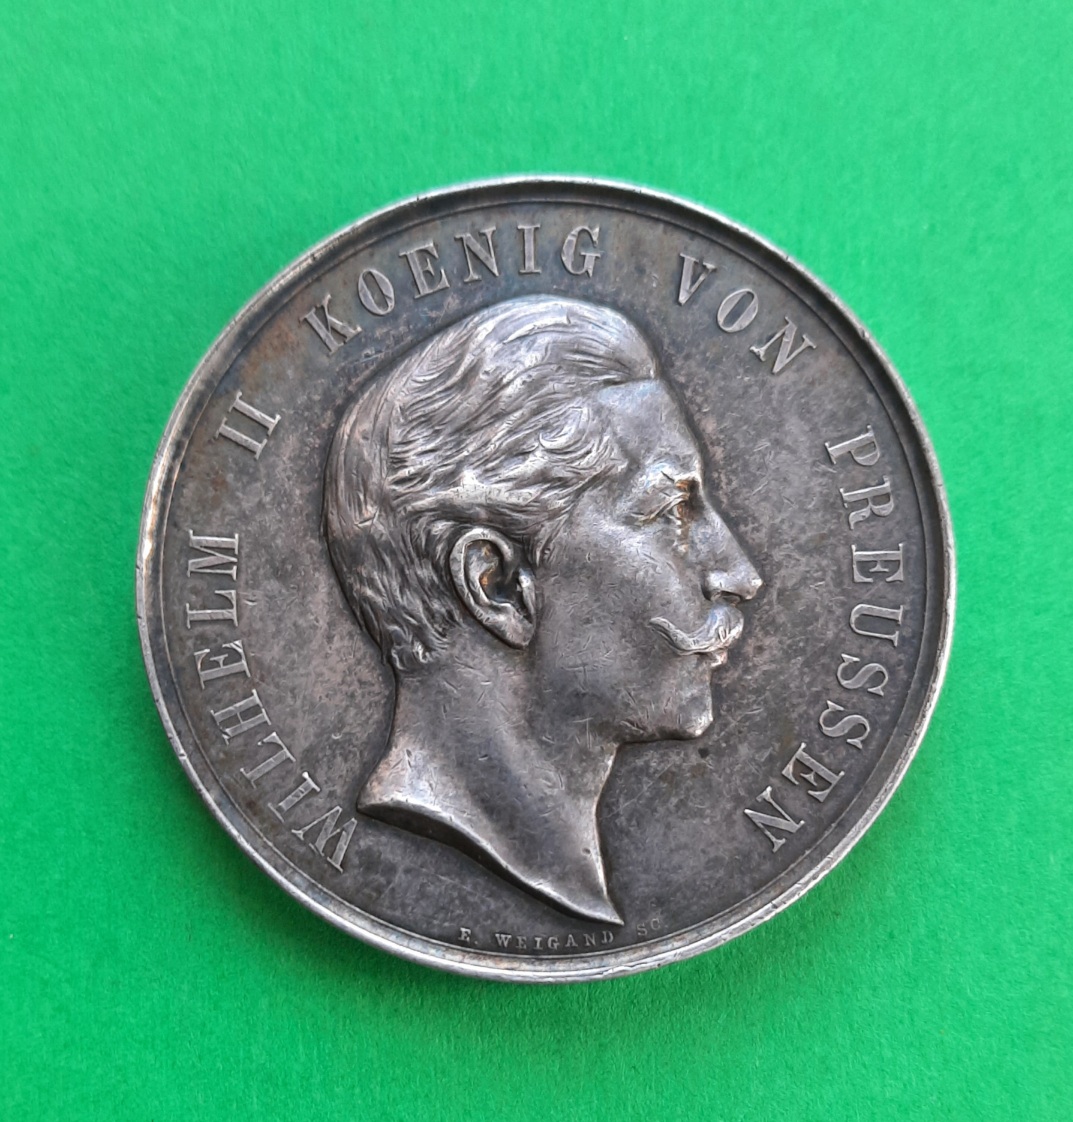 WILHELM II KOENIG VON PREUSSEN
E. WEIGAND SC.